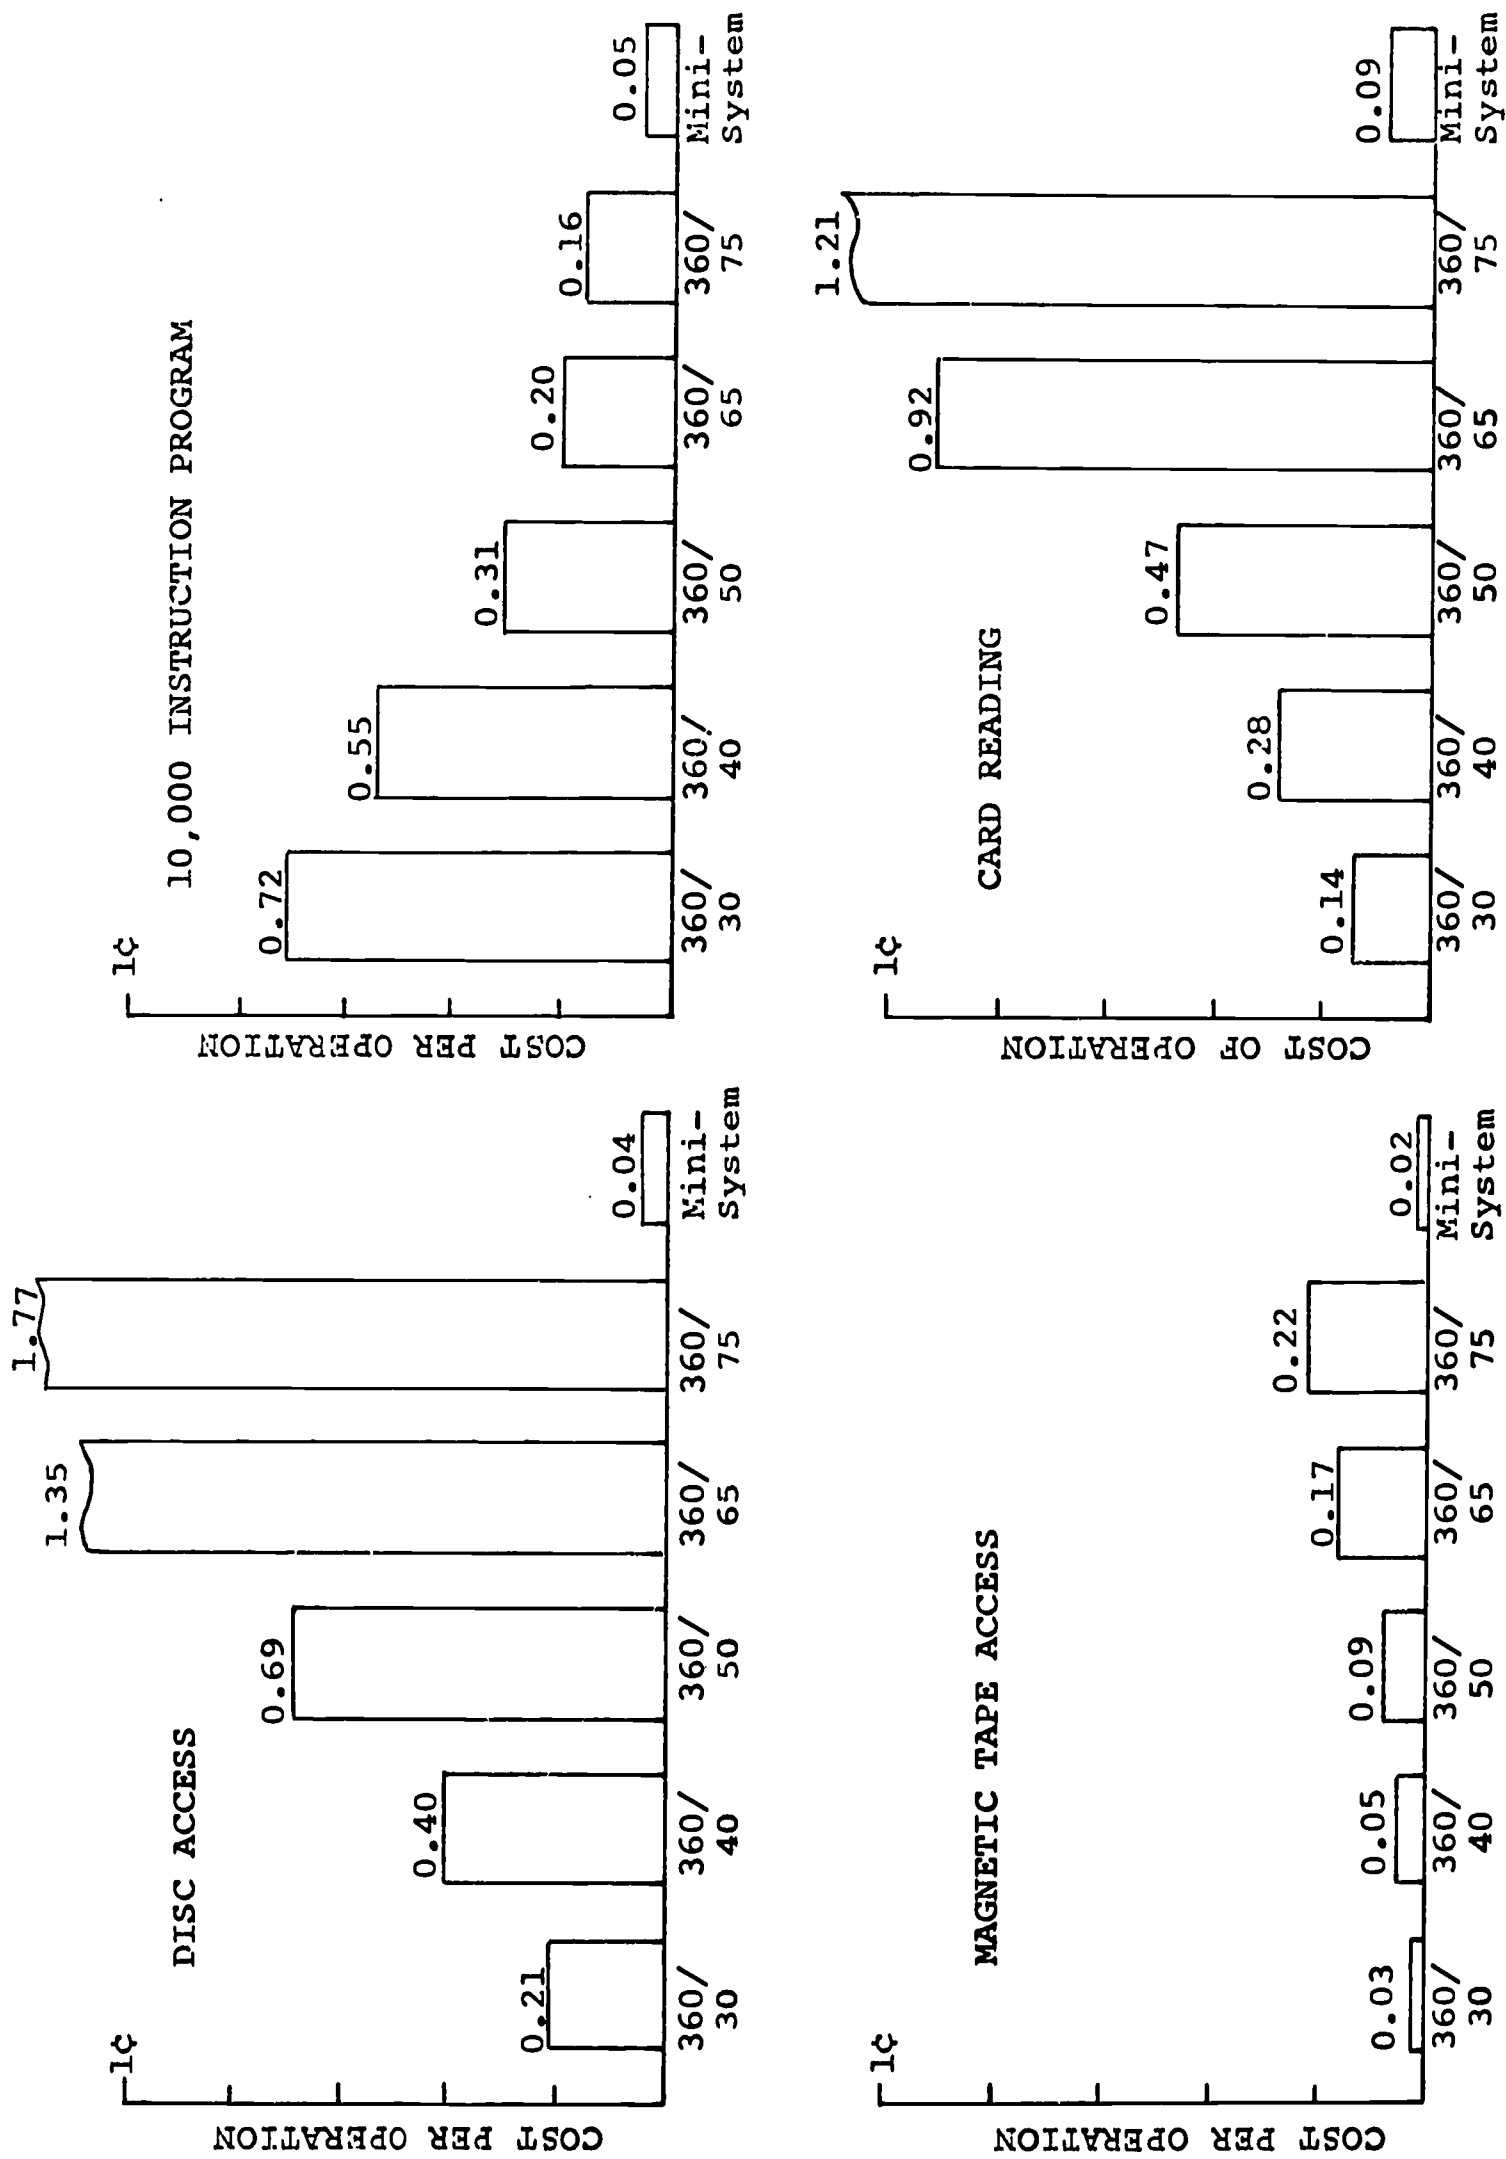 DISC ACCESS
1¢
COST PER OPERATION
0.21
0.40
0.69
1.35
1.77
0.04
360/ 360/ 360/ 360/ 360/ Mini-
30 40 50 65 75 System
10,000 INSTRUCTION PROGRAM
1¢
COST PER OPERATION
0.72
0.55
0.31
0.20
0.16
0.05
360/ 360/ 360/ 360/ 360/ Mini-
30 40 50 65 75 System
MAGNETIC TAPE ACCESS
1¢
COST PER OPERATION
0.03
0.05
0.09
0.17
0.22
0.02
360/ 360/ 360/ 360/ 360/ Mini-
30 40 50 65 75 System
CARD READING
1¢
COST OF OPERATION
0.14
0.28
0.47
0.92
1.21
0.09
360/ 360/ 360/ 360/ 360/ Mini-
30 40 50 65 75 System